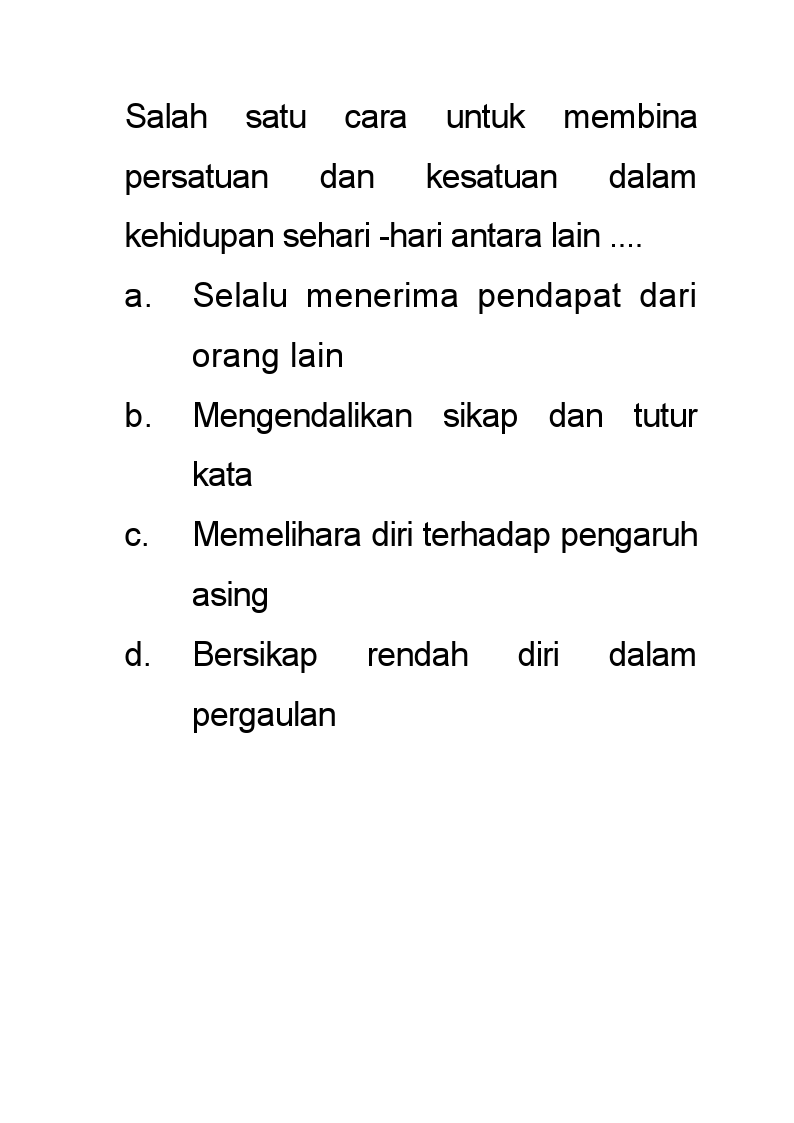 Salah satu cara untuk membina
persatuan dan kesatuan dalam
kehidupan sehari -hari antara lain ....
a. Selalu menerima pendapat dari
orang lain
b. Mengendalikan sikap dan tutur
kata
c. Memelihara diri terhadap pengaruh
asing
d. Bersikap rendah diri dalam
pergaulan